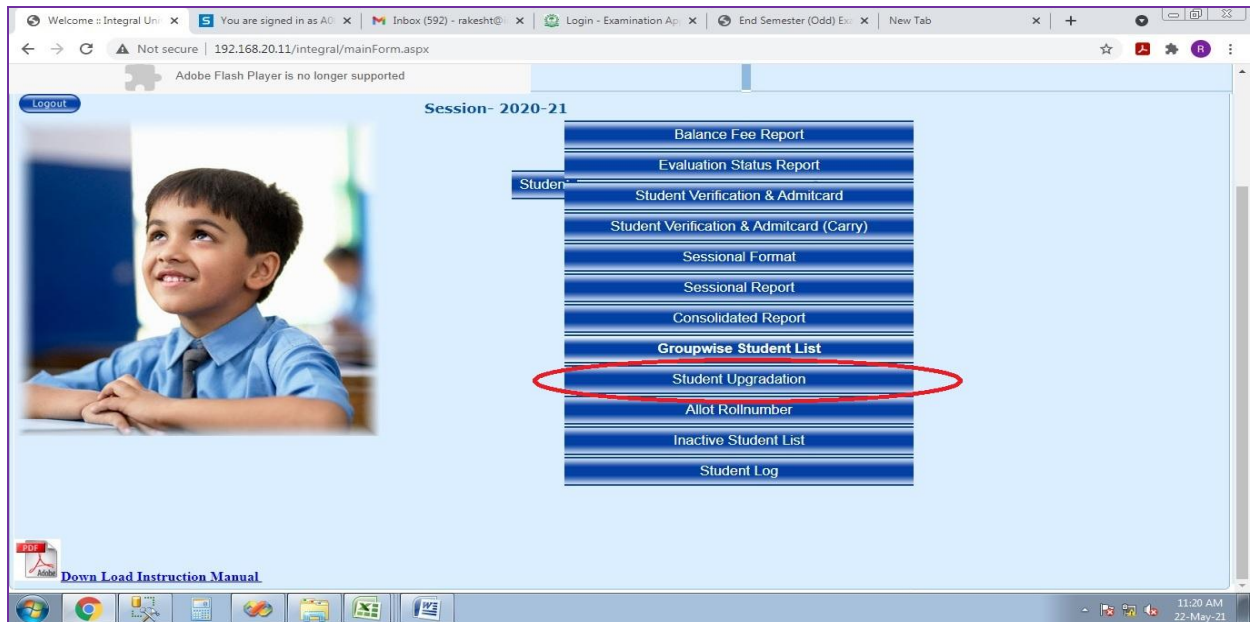 Welcome :: Integral Uni
You are signed in as A0
Inbox (592) - rakesht@
Login - Examination Ap
End Semester (Odd) Ex
New Tab
Not secure | 192.168.20.11/integral/mainForm.aspx
R
Adobe Flash Player is no longer supported
Logout
Session- 2020-21
Balance Fee Report
Evaluation Status Report
Student
Student Verification & Admitcard
Student Verification & Admitcard (Carry)
Sessional Format
Sessional Report
Consolidated Report
Groupwise Student List
Student Upgradation
Allot Rollnumber
Inactive Student List
Student Log
PDF
Adobe
Down Load Instruction Manual
11:20 AM
22-May-21